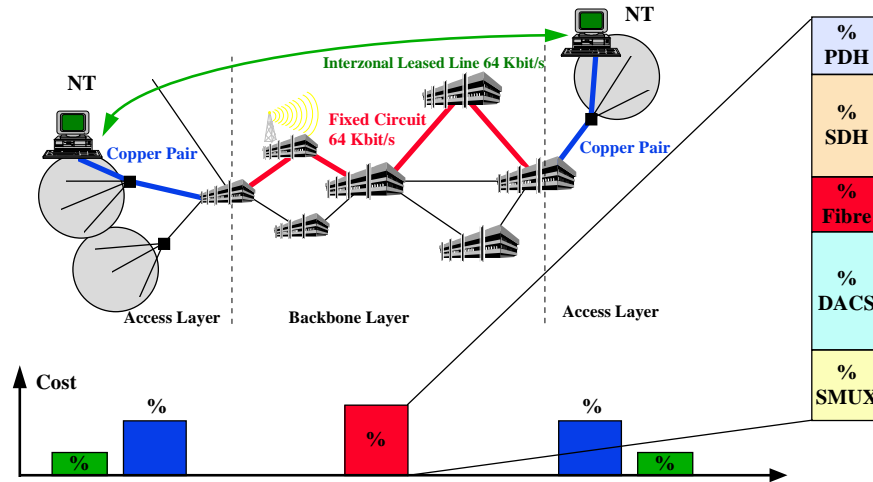 NT
%
PDH
NT
Interzonal Leased Line 64 Kbit/s
Fixed Circuit
64 Kbit/s
%
SDH
Copper Pair
Copper Pair
%
Fibre
%
DACS
Access Layer
Backbone Layer
Access Layer
%
SMUX
Cost
%
%
%
%
%